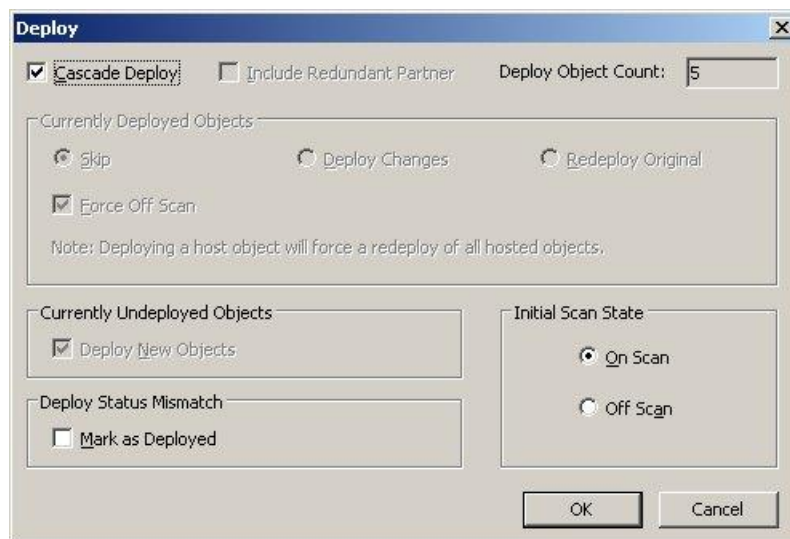 Deploy
Cascade Deploy Include Redundant Partner Deploy Object Count: 5
Currently Deployed Objects
Skip Deploy Changes Redeploy Original
Force Off Scan
Note: Deploying a host object will force a redeploy of all hosted objects.
Currently Undeployed Objects
Deploy New Objects
Initial Scan State
On Scan
Off Scan
Deploy Status Mismatch
Mark as Deployed
OK Cancel